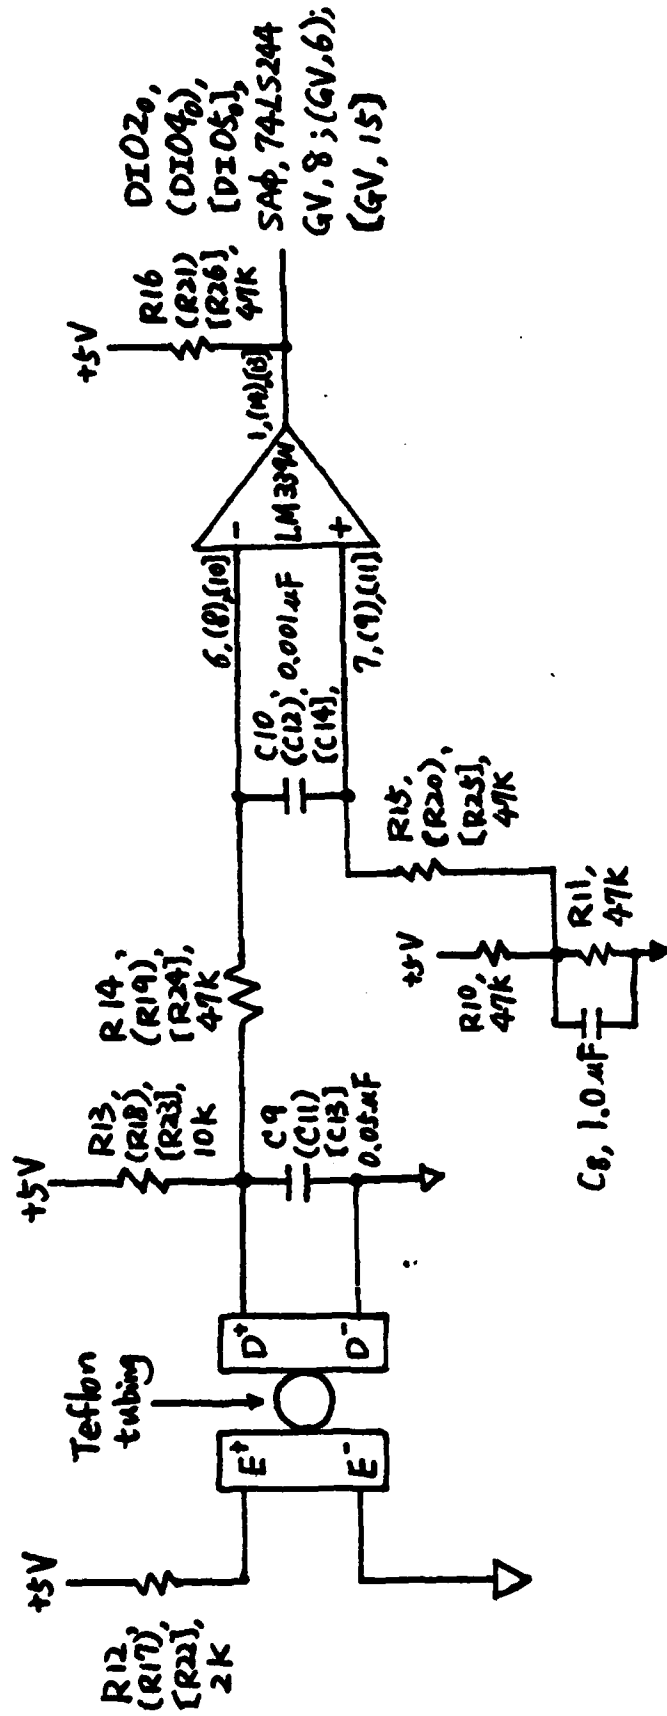 +5V
R12,
(R17),
[R22],
2K
Teflon
tubing
E+
E-
D+
D-
+5V
R13,
(R18),
[R23],
10K
C9
(C11)
[C13]
0.05µF
R14,
(R19),
[R24],
47K
C10
(C12), 0.001µF
[C14],
R15,
(R20),
[R25],
47K
+5V
R10,
47K
R11,
47K
C8, 1.0µF
6,(8),[10]
7,(9),[11]
-
+
LM339N
1,(14),[13]
+5V
R16
(R21)
[R26],
47K
DIO2₀,
(DIO4₀),
[DIO5₀],
SAϕ, 74LS244
GV, 8 ; (GV, 6);
[GV, 15]